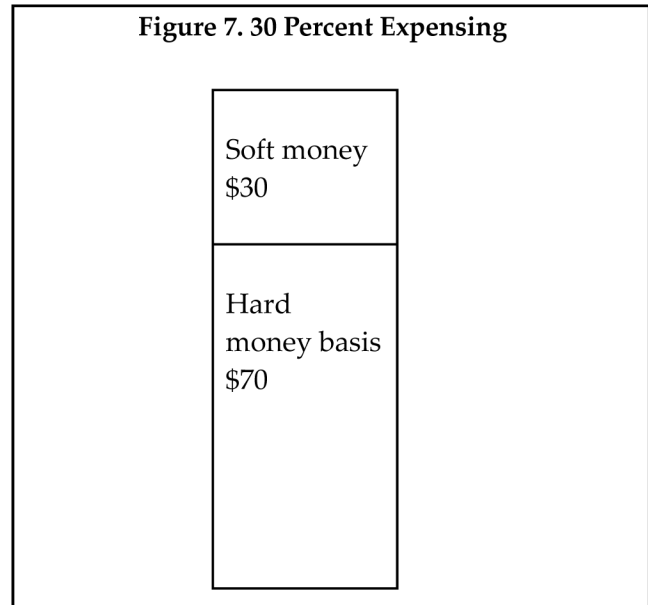 Figure 7. 30 Percent Expensing
Soft money
$30
Hard
money basis
$70